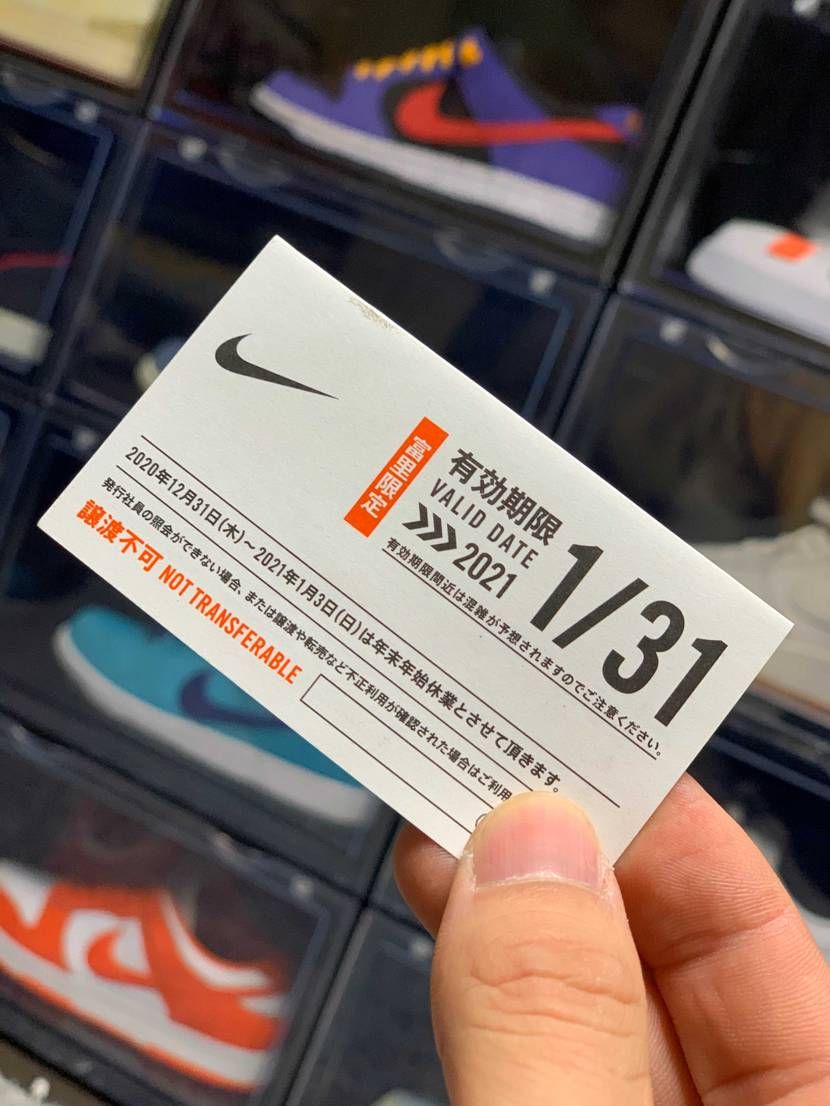 富里限定
有効期限
VALID DATE
2021
1/31
有効期限間近は混雑が予想されますのでご注意ください。
2020年12月31日(木)～2021年1月3日(日)は年末年始休業とさせて頂きます。
発行社員の照会ができない場合、または譲渡や転売など不正利用が確認された場合はご利用
譲渡不可 NOT TRANSFERABLE